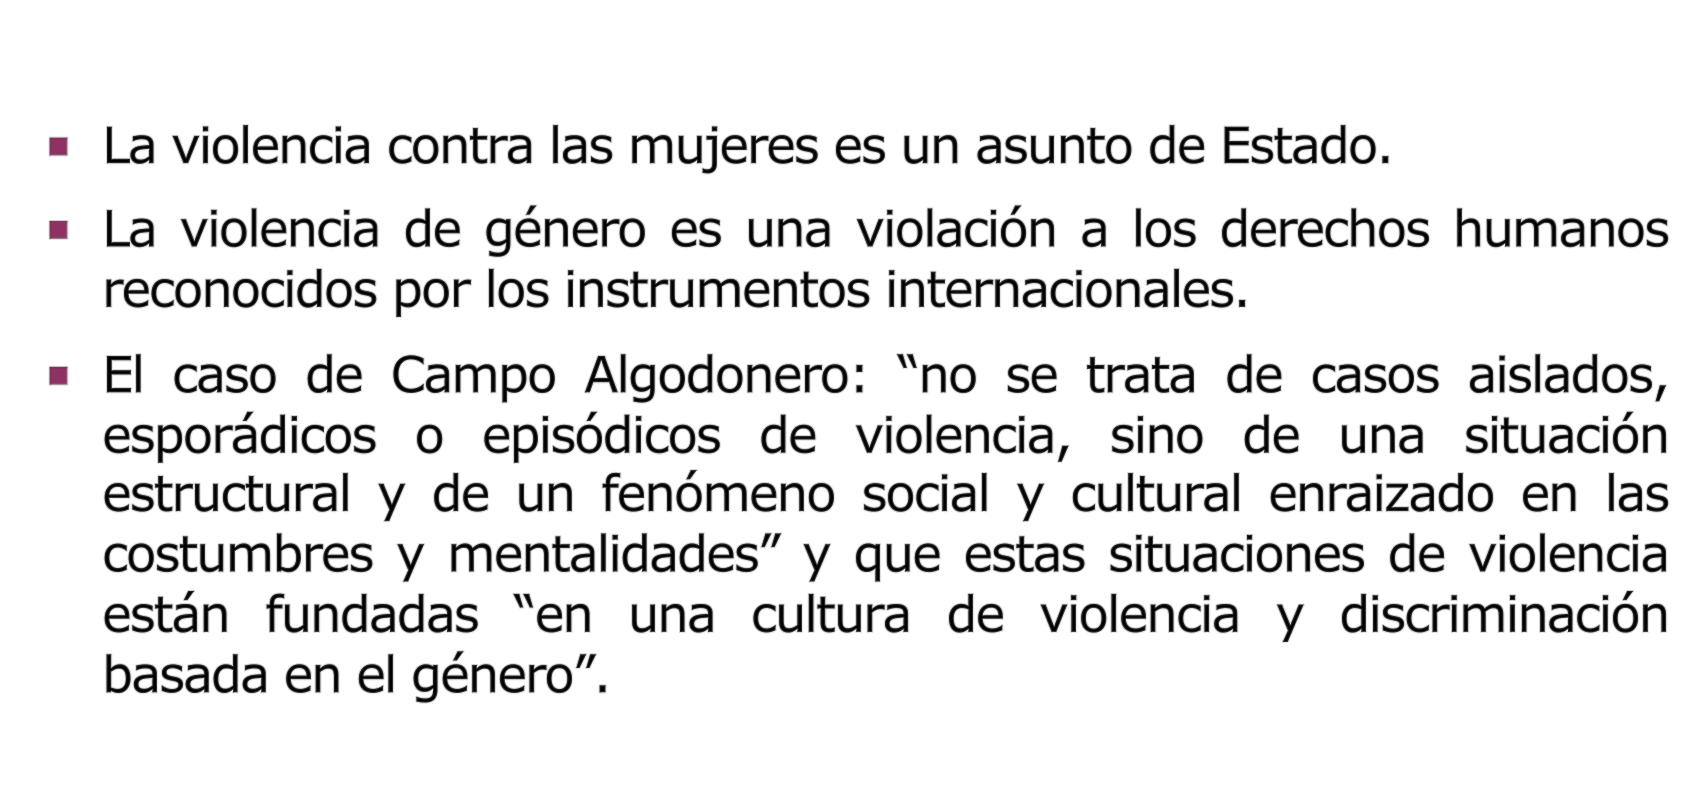 ▪ La violencia contra las mujeres es un asunto de Estado.
▪ La violencia de género es una violación a los derechos humanos
reconocidos por los instrumentos internacionales.
▪ El caso de Campo Algodonero: “no se trata de casos aislados,
esporádicos o episódicos de violencia, sino de una situación
estructural y de un fenómeno social y cultural enraizado en las
costumbres y mentalidades” y que estas situaciones de violencia
están fundadas “en una cultura de violencia y discriminación
basada en el género”.